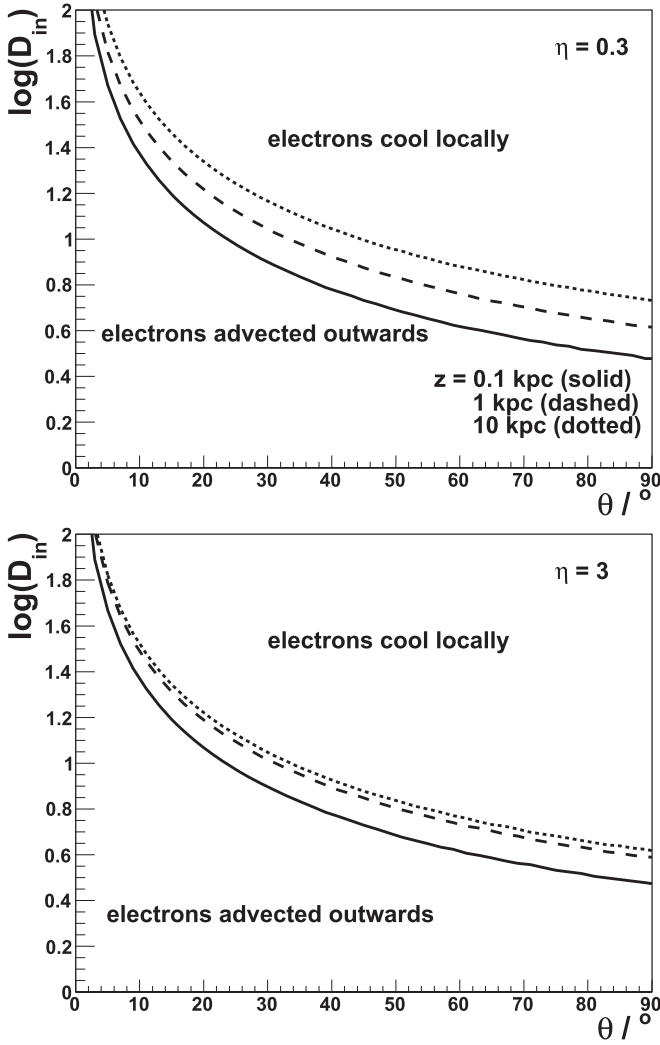 log(D_in)
2
η = 0.3
1.8
1.6
electrons cool locally
1.4
1.2
1
0.8
electrons advected outwards
0.6
z = 0.1 kpc (solid)
0.4
1 kpc (dashed)
0.2
10 kpc (dotted)
0
0 10 20 30 40 50 60 70 80 90
θ / °
log(D_in)
2
η = 3
1.8
1.6
electrons cool locally
1.4
1.2
1
0.8
0.6
0.4
electrons advected outwards
0.2
0
0 10 20 30 40 50 60 70 80 90
θ / °